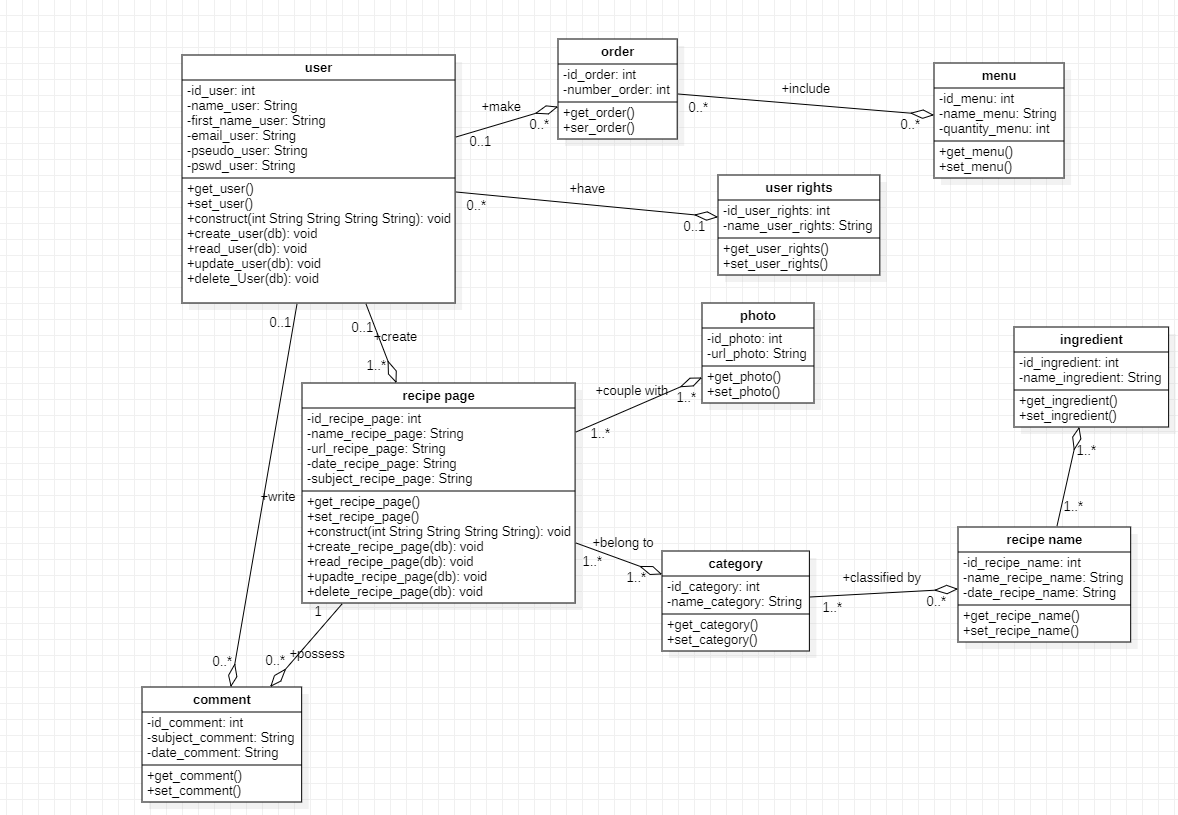 user
-id_user: int
-name_user: String
-first_name_user: String
-email_user: String
-pseudo_user: String
-pswd_user: String
+get_user()
+set_user()
+construct(int String String String String): void
+create_user(db): void
+read_user(db): void
+update_user(db): void
+delete_User(db): void
+make
0..1
0..*
order
-id_order: int
-number_order: int
+get_order()
+ser_order()
+include
0..*
0..*
menu
-id_menu: int
-name_menu: String
-quantity_menu: int
+get_menu()
+set_menu()
+have
0..*
0..1
user rights
-id_user_rights: int
-name_user_rights: String
+get_user_rights()
+set_user_rights()
0..1
+write
0..*
0..1
+create
1..*
recipe page
-id_recipe_page: int
-name_recipe_page: String
-url_recipe_page: String
-date_recipe_page: String
-subject_recipe_page: String
+get_recipe_page()
+set_recipe_page()
+construct(int String String String String): void
+create_recipe_page(db): void
+read_recipe_page(db): void
+upadte_recipe_page(db): void
+delete_recipe_page(db): void
+couple with
1..*
1..*
photo
-id_photo: int
-url_photo: String
+get_photo()
+set_photo()
ingredient
-id_ingredient: int
-name_ingredient: String
+get_ingredient()
+set_ingredient()
1..*
1..*
+belong to
1..*
1..*
category
-id_category: int
-name_category: String
+get_category()
+set_category()
+classified by
1..*
0..*
recipe name
-id_recipe_name: int
-name_recipe_name: String
-date_recipe_name: String
+get_recipe_name()
+set_recipe_name()
1
+possess
0..*
comment
-id_comment: int
-subject_comment: String
-date_comment: String
+get_comment()
+set_comment()